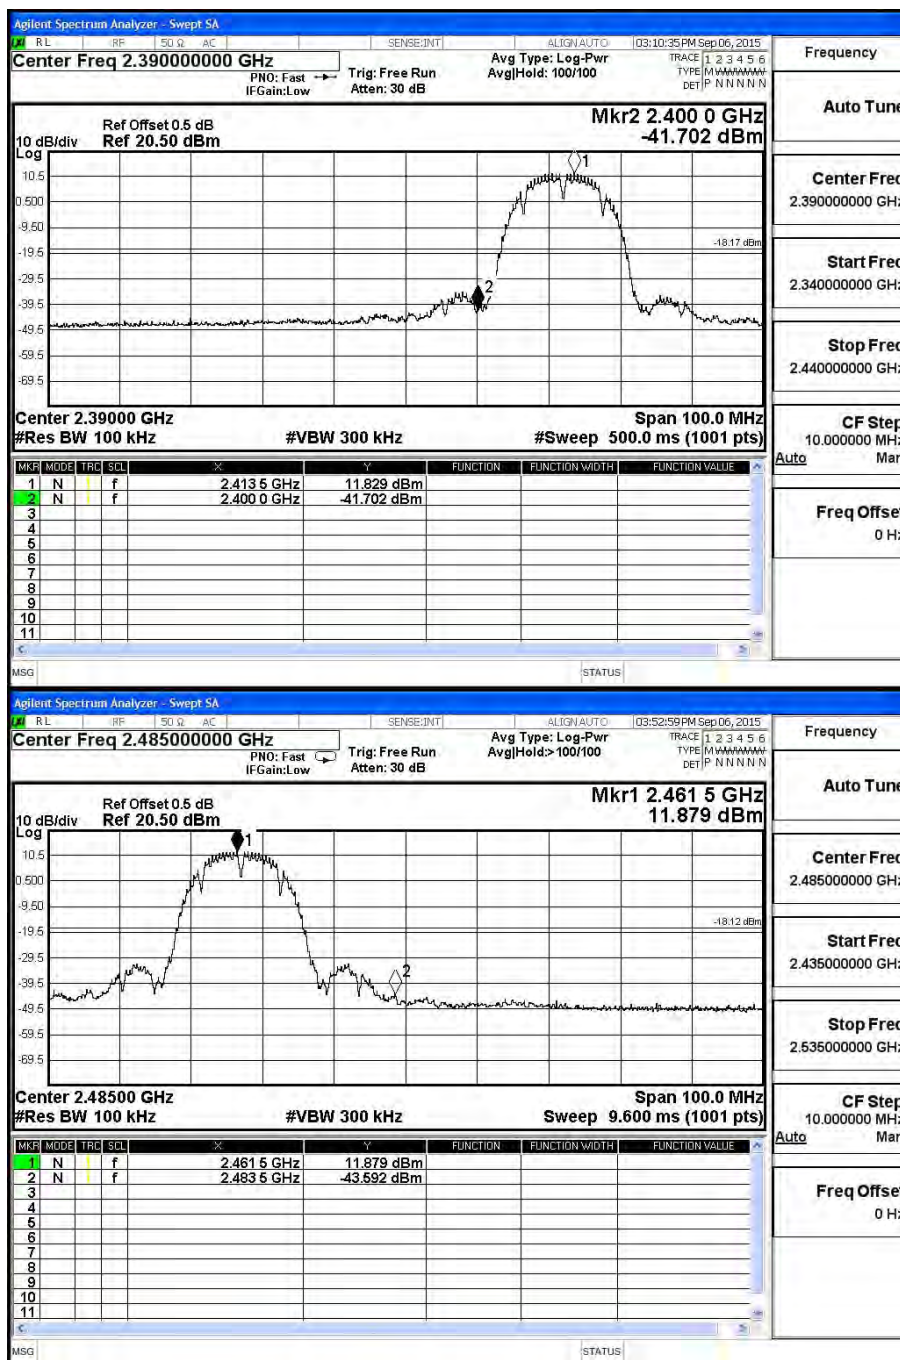 Agilent Spectrum Analyzer - Swept SA
LXI RL RF 50 Ω AC SENSE:INT ALIGN AUTO 03:10:35 PM Sep 06, 2015
Center Freq 2.390000000 GHz
PNO: Fast
IFGain:Low
Trig: Free Run
Atten: 30 dB
Avg Type: Log-Pwr
Avg|Hold: 100/100
TRACE 1 2 3 4 5 6
TYPE M WWWWW
DET P N N N N N
Frequency
Auto Tune
Center Freq
2.390000000 GHz
Start Freq
2.340000000 GHz
Stop Freq
2.440000000 GHz
CF Step
10.000000 MHz
Auto Man
Freq Offset
0 Hz
Ref Offset 0.5 dB
10 dB/div Ref 20.50 dBm
Log
Mkr2 2.400 0 GHz
-41.702 dBm
10.5
0.500
-9.50
-19.5
-29.5
-39.5
-49.5
-59.5
-69.5
1
2
-18.17 dBm
Center 2.39000 GHz Span 100.0 MHz
#Res BW 100 kHz #VBW 300 kHz #Sweep 500.0 ms (1001 pts)
MKR MODE TRC SCL X Y FUNCTION FUNCTION WIDTH FUNCTION VALUE
1 N f 2.413 5 GHz 11.829 dBm
2 N f 2.400 0 GHz -41.702 dBm
3
4
5
6
7
8
9
10
11
MSG STATUS
Agilent Spectrum Analyzer - Swept SA
LXI RL RF 50 Ω AC SENSE:INT ALIGN AUTO 03:52:59 PM Sep 06, 2015
Center Freq 2.485000000 GHz
PNO: Fast
IFGain:Low
Trig: Free Run
Atten: 30 dB
Avg Type: Log-Pwr
Avg|Hold:>100/100
TRACE 1 2 3 4 5 6
TYPE M WWWWW
DET P N N N N N
Frequency
Auto Tune
Center Freq
2.485000000 GHz
Start Freq
2.435000000 GHz
Stop Freq
2.535000000 GHz
CF Step
10.000000 MHz
Auto Man
Freq Offset
0 Hz
Ref Offset 0.5 dB
10 dB/div Ref 20.50 dBm
Log
Mkr1 2.461 5 GHz
11.879 dBm
10.5
0.500
-9.50
-19.5
-29.5
-39.5
-49.5
-59.5
-69.5
1
2
-18.12 dBm
Center 2.48500 GHz Span 100.0 MHz
#Res BW 100 kHz #VBW 300 kHz Sweep 9.600 ms (1001 pts)
MKR MODE TRC SCL X Y FUNCTION FUNCTION WIDTH FUNCTION VALUE
1 N f 2.461 5 GHz 11.879 dBm
2 N f 2.483 5 GHz -43.592 dBm
3
4
5
6
7
8
9
10
11
MSG STATUS